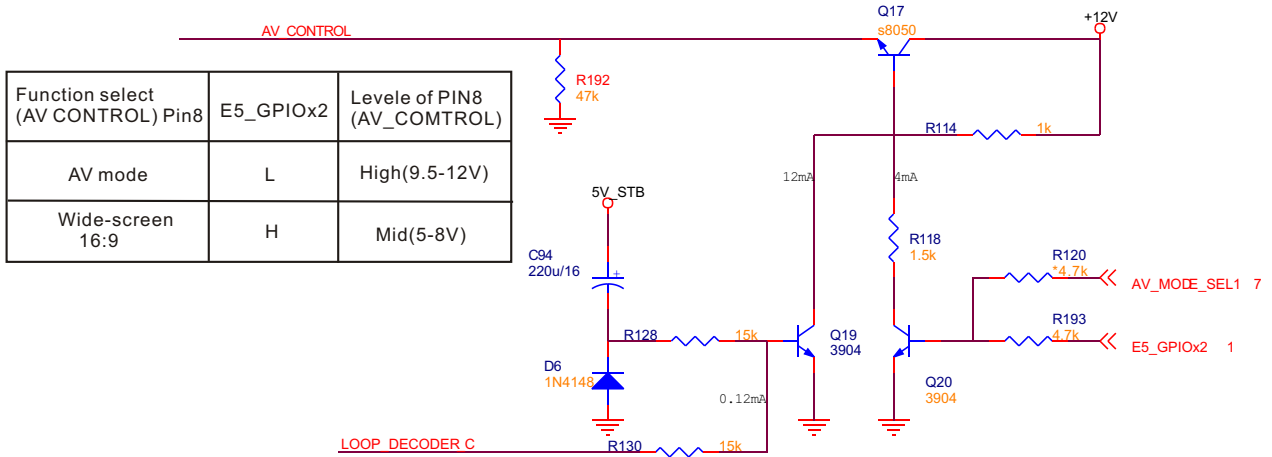 Q17
s8050
+12V
AV CONTROL
R192
47k
Function select
(AV CONTROL) Pin8
E5_GPIOx2
Levele of PIN8
(AV_COMTROL)
AV mode
L
High(9.5-12V)
Wide-screen
16:9
H
Mid(5-8V)
R114
1k
12mA
4mA
5V_STB
C94
220u/16
+
R118
1.5k
R120
*4.7k
AV_MODE_SEL1 7
R193
4.7k
E5_GPIOx2 1
R128
15k
Q19
3904
D6
1N4148
Q20
3904
0.12mA
LOOP DECODER C
R130
15k